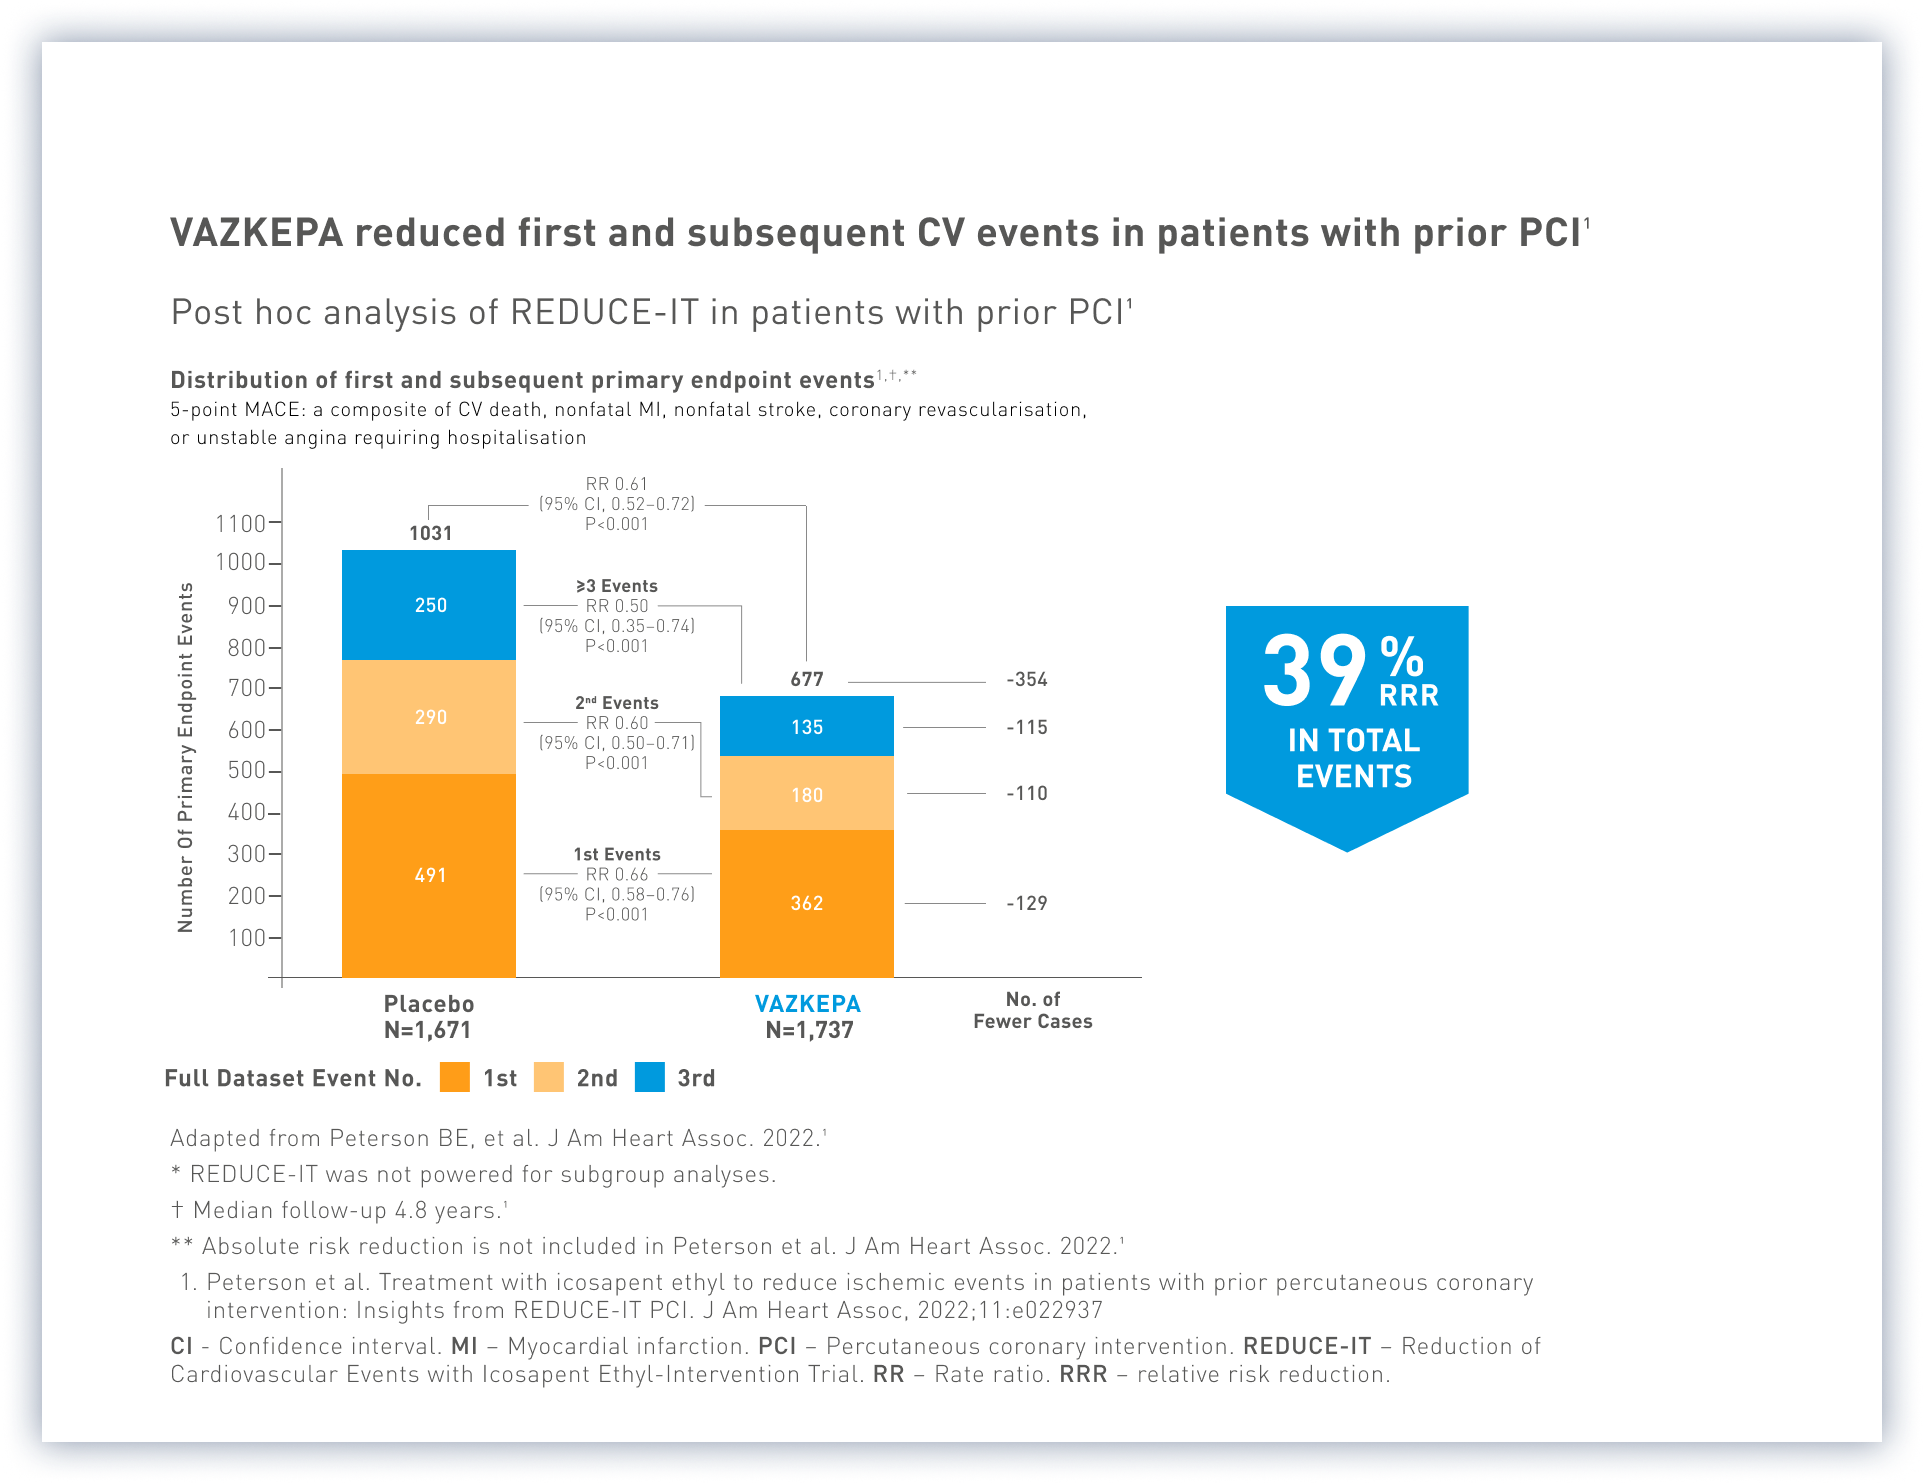 VAZKEPA reduced first and subsequent CV events in patients with prior PCI¹
Post hoc analysis of REDUCE-IT in patients with prior PCI¹
Distribution of first and subsequent primary endpoint events¹,†,**
5-point MACE: a composite of CV death, nonfatal MI, nonfatal stroke, coronary revascularisation,
or unstable angina requiring hospitalisation
Number Of Primary Endpoint Events
1100
1000
900
800
700
600
500
400
300
200
100
1031
250
290
491
RR 0.61
(95% CI, 0.52–0.72)
P<0.001
≥3 Events
RR 0.50
(95% CI, 0.35–0.74)
P<0.001
2ⁿᵈ Events
RR 0.60
(95% CI, 0.50–0.71)
P<0.001
1st Events
RR 0.66
(95% CI, 0.58–0.76)
P<0.001
677
135
180
362
-354
-115
-110
-129
Placebo
N=1,671
VAZKEPA
N=1,737
No. of
Fewer Cases
39%
RRR
IN TOTAL
EVENTS
Full Dataset Event No. 1st 2nd 3rd
Adapted from Peterson BE, et al. J Am Heart Assoc. 2022.¹
* REDUCE-IT was not powered for subgroup analyses.
† Median follow-up 4.8 years.¹
** Absolute risk reduction is not included in Peterson et al. J Am Heart Assoc. 2022.¹
1. Peterson et al. Treatment with icosapent ethyl to reduce ischemic events in patients with prior percutaneous coronary
intervention: Insights from REDUCE-IT PCI. J Am Heart Assoc, 2022;11:e022937
CI - Confidence interval. MI – Myocardial infarction. PCI – Percutaneous coronary intervention. REDUCE-IT – Reduction of
Cardiovascular Events with Icosapent Ethyl-Intervention Trial. RR – Rate ratio. RRR – relative risk reduction.